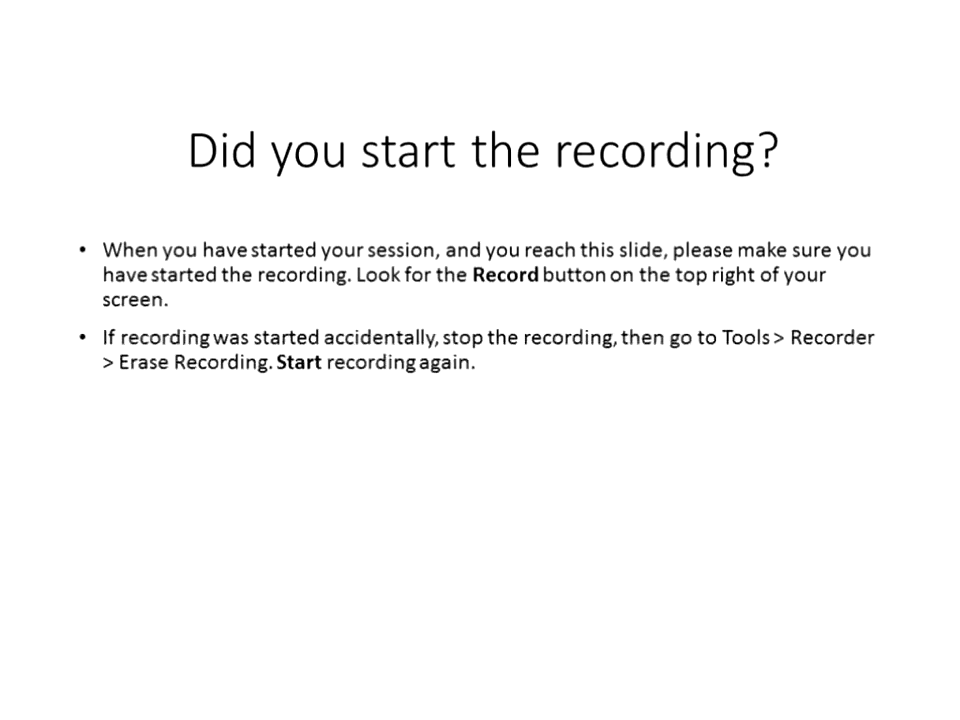 Did you start the recording?
• When you have started your session, and you reach this slide, please make sure you
have started the recording. Look for the Record button on the top right of your
screen.
• If recording was started accidentally, stop the recording, then go to Tools > Recorder
> Erase Recording. Start recording again.